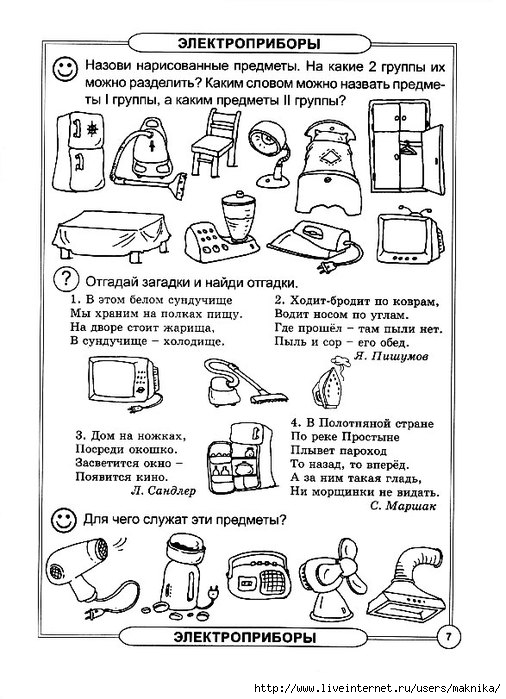 ЭЛЕКТРОПРИБОРЫ
Назови нарисованные предметы. На какие 2 группы их
можно разделить? Каким словом можно назвать предме-
ты I группы, а каким предметы II группы?
? Отгадай загадки и найди отгадки.
1. В этом белом сундучище
Мы храним на полках пищу.
На дворе стоит жарища,
В сундучище – холодище.
2. Ходит-бродит по коврам,
Водит носом по углам.
Где прошёл – там пыли нет.
Пыль и сор – его обед.
Я. Пишумов
3. Дом на ножках,
Посреди окошко.
Засветится окно –
Появится кино.
Л. Сандлер
4. В Полотняной стране
По реке Простыне
Плывет пароход
То назад, то вперёд.
А за ним такая гладь,
Ни морщинки не видать.
С. Маршак
Для чего служат эти предметы?
ЭЛЕКТРОПРИБОРЫ
7
http://www.liveinternet.ru/users/maknika/